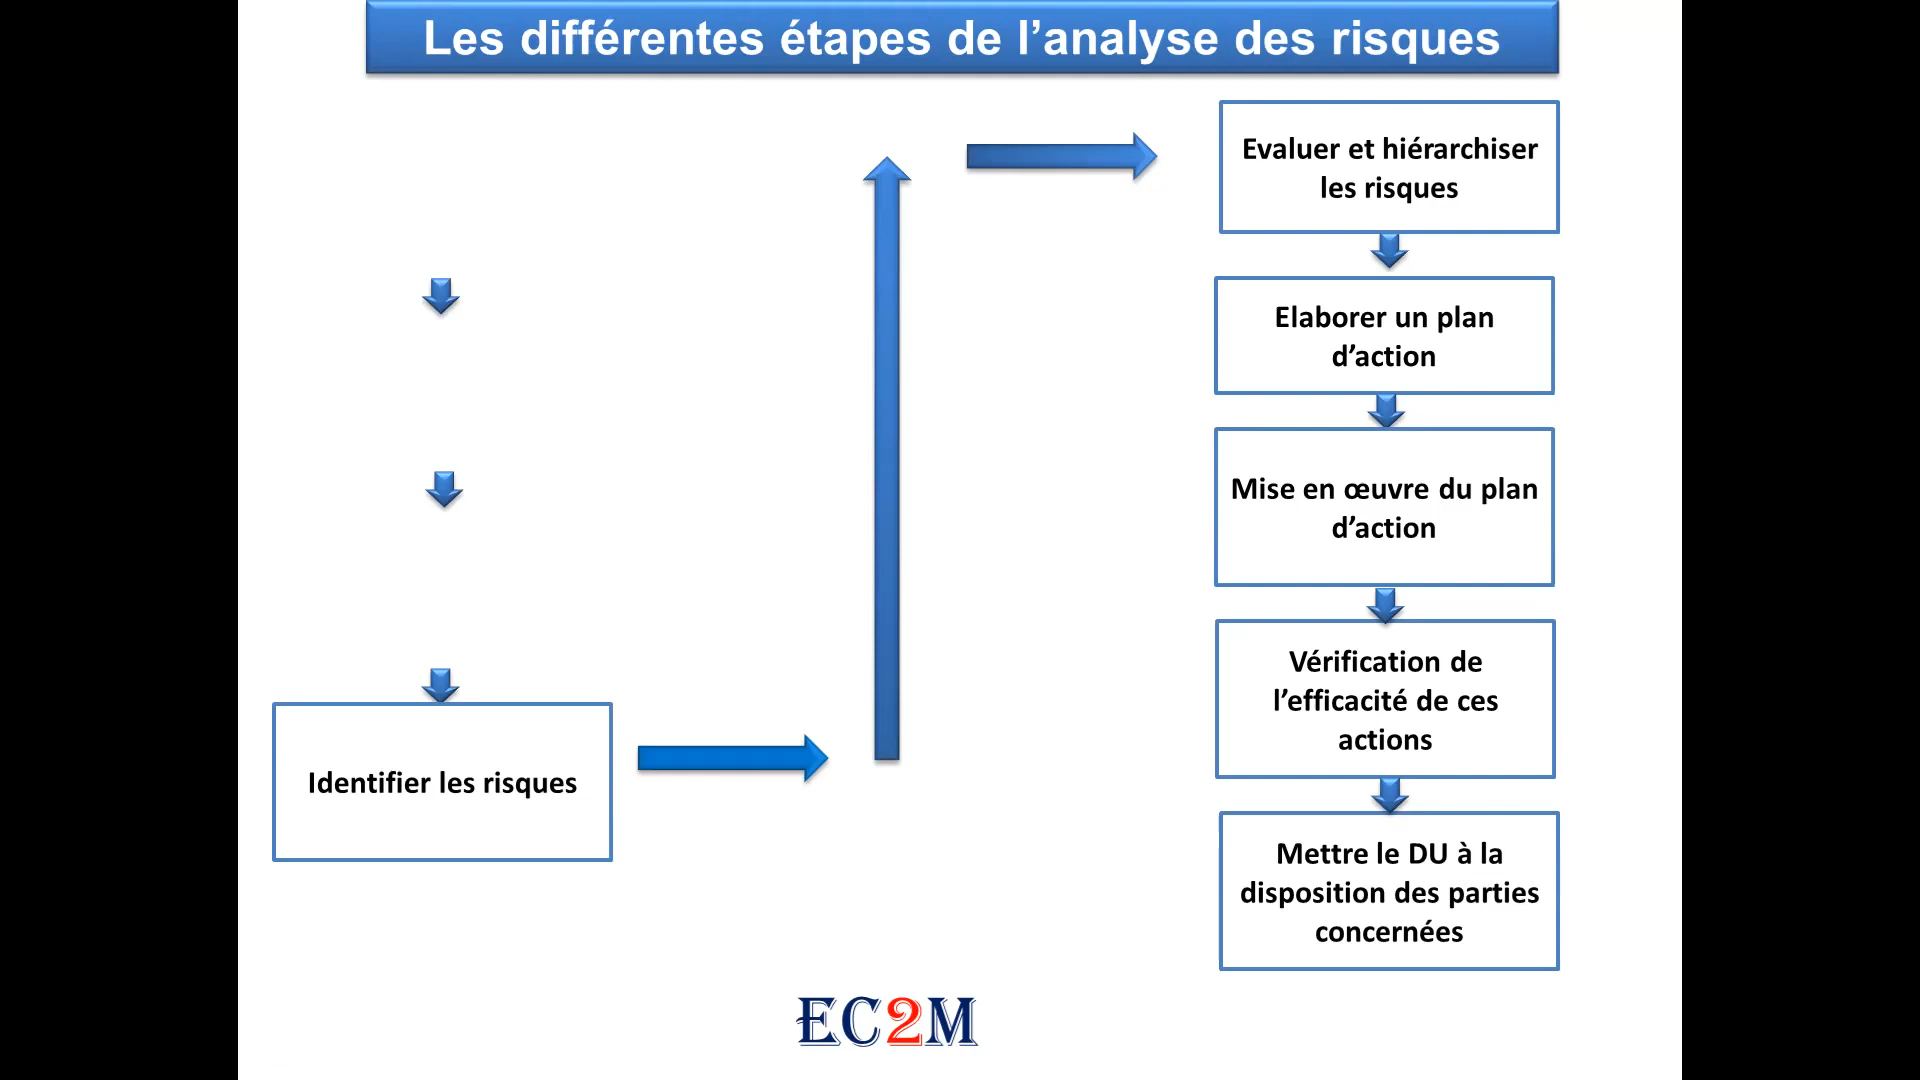 Les différentes étapes de l’analyse des risques
Identifier les risques
Evaluer et hiérarchiser
les risques
Elaborer un plan
d’action
Mise en œuvre du plan
d’action
Vérification de
l’efficacité de ces
actions
Mettre le DU à la
disposition des parties
concernées
EC2M